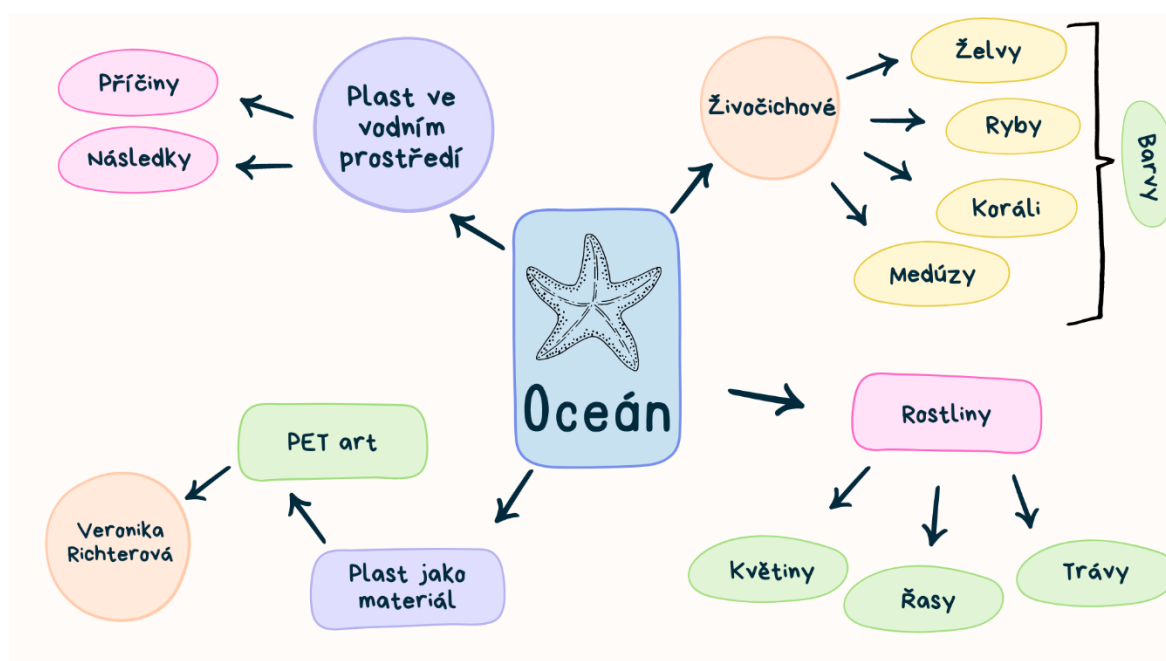 Příčiny
Následky
Plast ve
vodním
prostředí
Živočichové
Želvy
Ryby
Koráli
Medúzy
Barvy
Oceán
Rostliny
Květiny
Řasy
Trávy
PET art
Veronika
Richterová
Plast jako
materiál